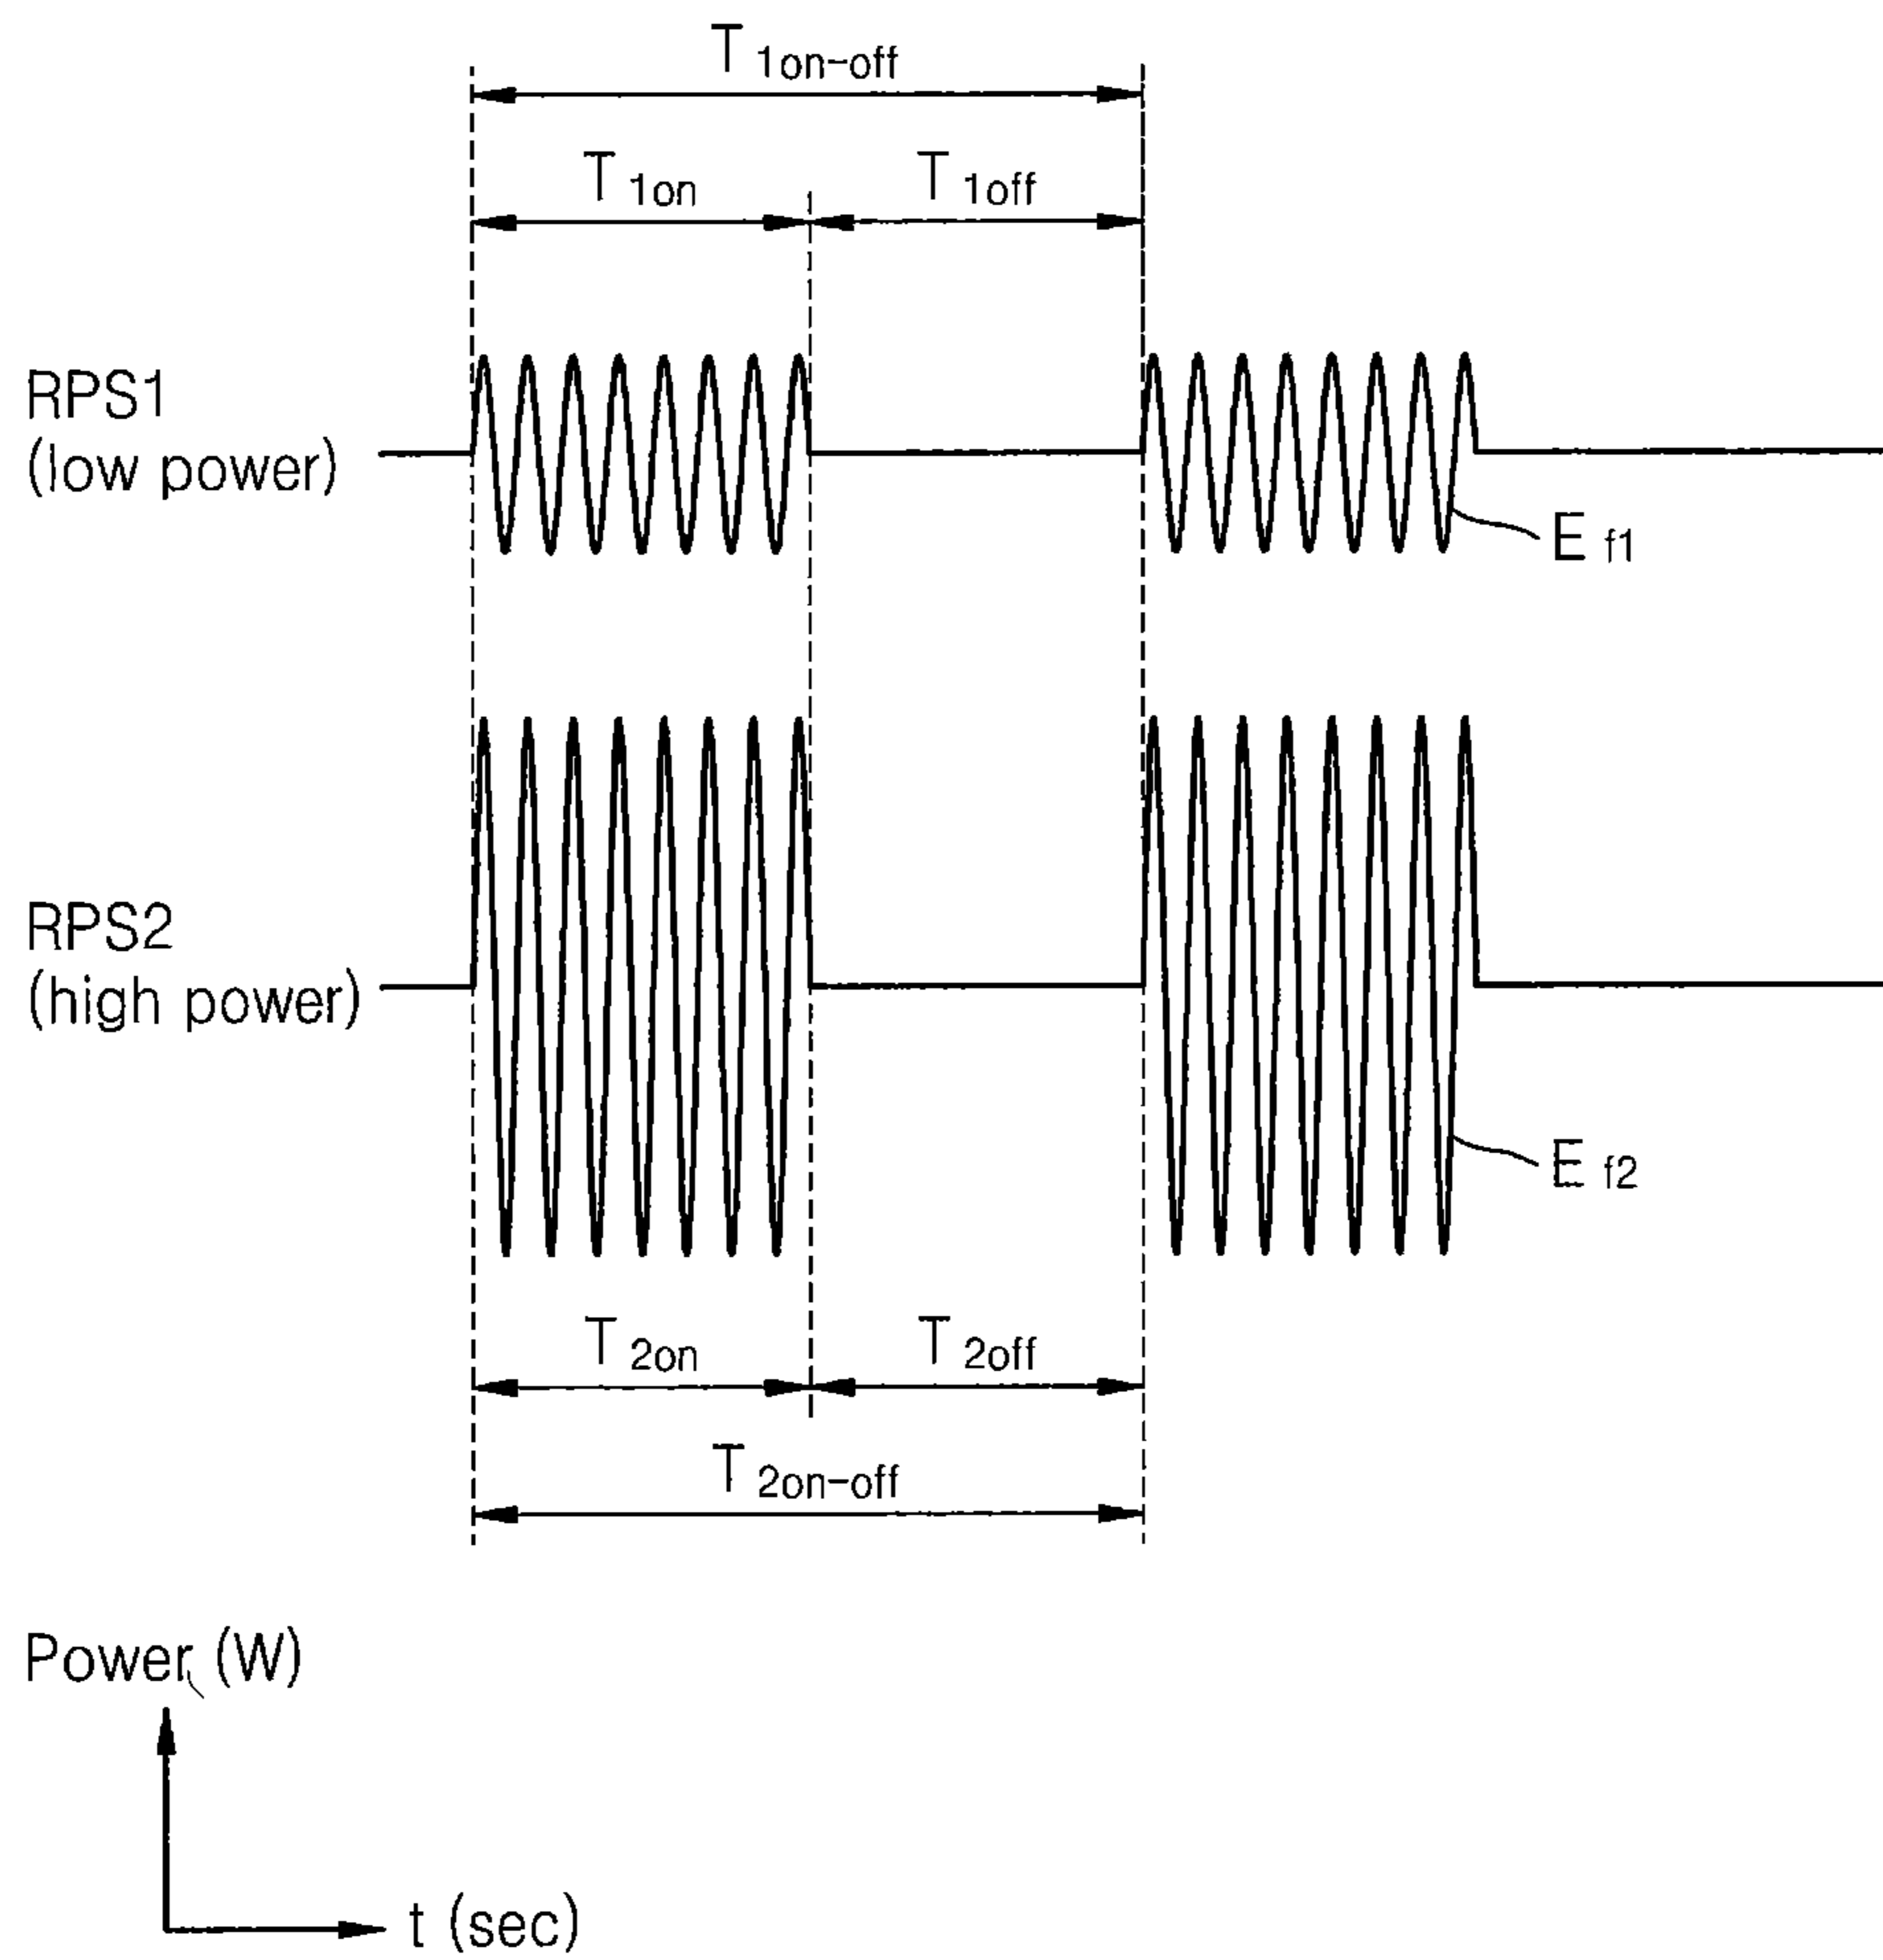 T 1on-off
T 1on
T 1off
RPS1
(low power)
E f1
RPS2
(high power)
E f2
T 2on
T 2off
T 2on-off
Power (W)
t (sec)